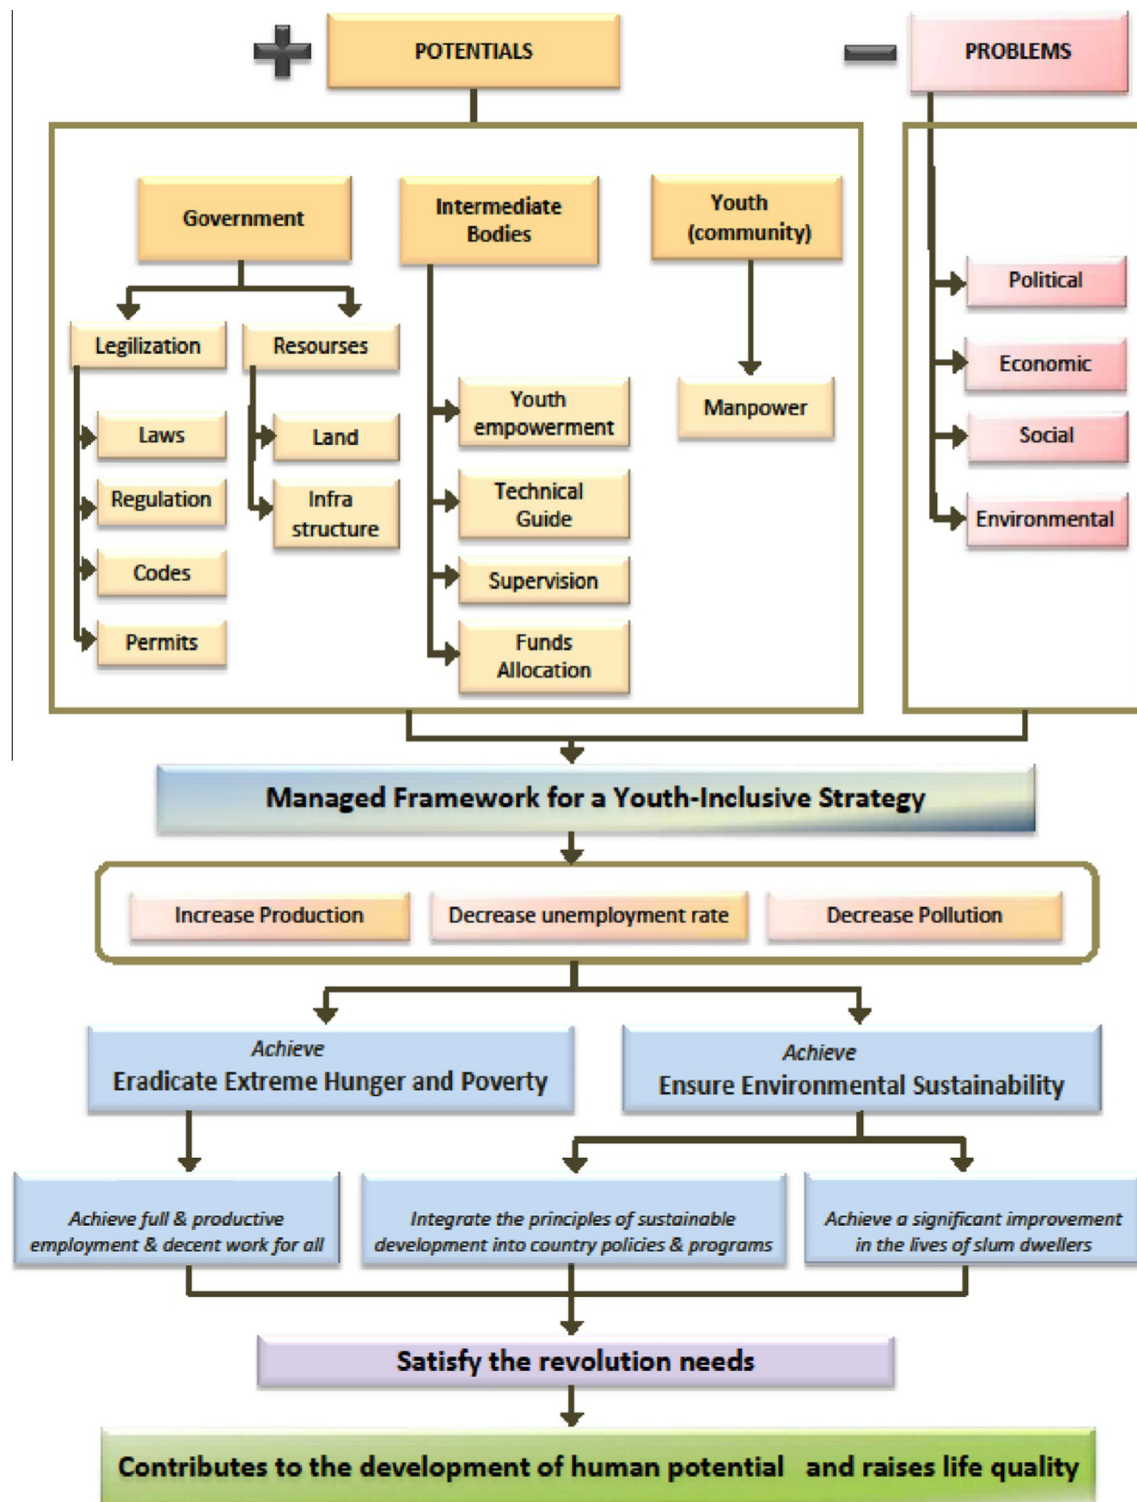 POTENTIALS
PROBLEMS
Government
Intermediate
Bodies
Youth
(community)
Legilization
Resourses
Laws
Regulation
Codes
Permits
Land
Infra
structure
Youth
empowerment
Technical
Guide
Supervision
Funds
Allocation
Manpower
Political
Economic
Social
Environmental
Managed Framework for a Youth-Inclusive Strategy
Increase Production
Decrease unemployment rate
Decrease Pollution
Achieve
Eradicate Extreme Hunger and Poverty
Achieve
Ensure Environmental Sustainability
Achieve full & productive
employment & decent work for all
Integrate the principles of sustainable
development into country policies & programs
Achieve a significant improvement
in the lives of slum dwellers
Satisfy the revolution needs
Contributes to the development of human potential and raises life quality